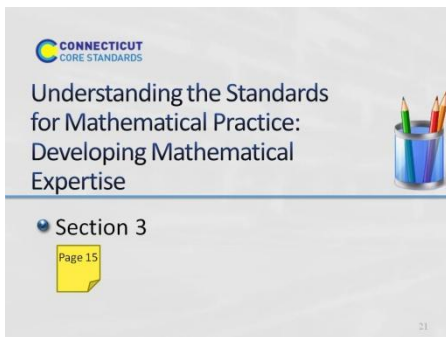 CONNECTICUT
CORE STANDARDS
Understanding the Standards
for Mathematical Practice:
Developing Mathematical
Expertise
Section 3
Page 15
21